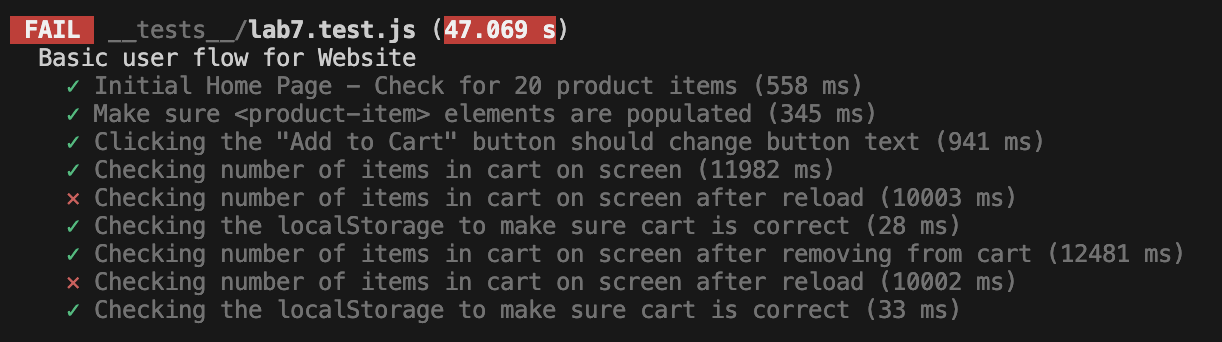 FAIL __tests__/lab7.test.js (47.069 s)
Basic user flow for Website
✓ Initial Home Page – Check for 20 product items (558 ms)
✓ Make sure <product-item> elements are populated (345 ms)
✓ Clicking the "Add to Cart" button should change button text (941 ms)
✓ Checking number of items in cart on screen (11982 ms)
✕ Checking number of items in cart on screen after reload (10003 ms)
✓ Checking the localStorage to make sure cart is correct (28 ms)
✓ Checking number of items in cart on screen after removing from cart (12481 ms)
✕ Checking number of items in cart on screen after reload (10002 ms)
✓ Checking the localStorage to make sure cart is correct (33 ms)